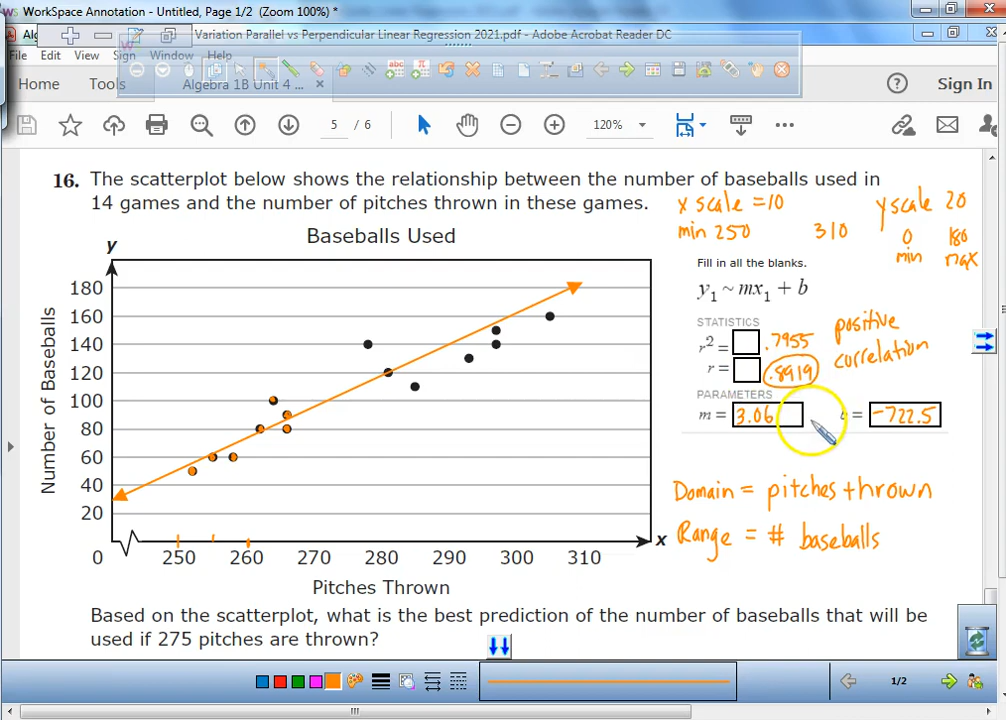 WorkSpace Annotation - Untitled, Page 1/2 (Zoom 100%) *
Variation Parallel vs Perpendicular Linear Regression 2021.pdf - Adobe Acrobat Reader DC
File Edit View Sign Window Help
Home Tools Algebra 1B Unit 4 ... × Sign In
5 / 6 120%
16. The scatterplot below shows the relationship between the number of baseballs used in
14 games and the number of pitches thrown in these games.
x scale = 10
min 250 310
y scale 20
0 180
min max
Baseballs Used
y
180
160
140
120
100
80
60
40
20
0 250 260 270 280 290 300 310 x
Number of Baseballs
Pitches Thrown
Fill in all the blanks.
y₁ ~ mx₁ + b
STATISTICS
r² = .7955
r = .8919
positive
correlation
PARAMETERS
m = 3.06 = -722.5
Domain = pitches thrown
Range = # baseballs
Based on the scatterplot, what is the best prediction of the number of baseballs that will be
used if 275 pitches are thrown?
1/2